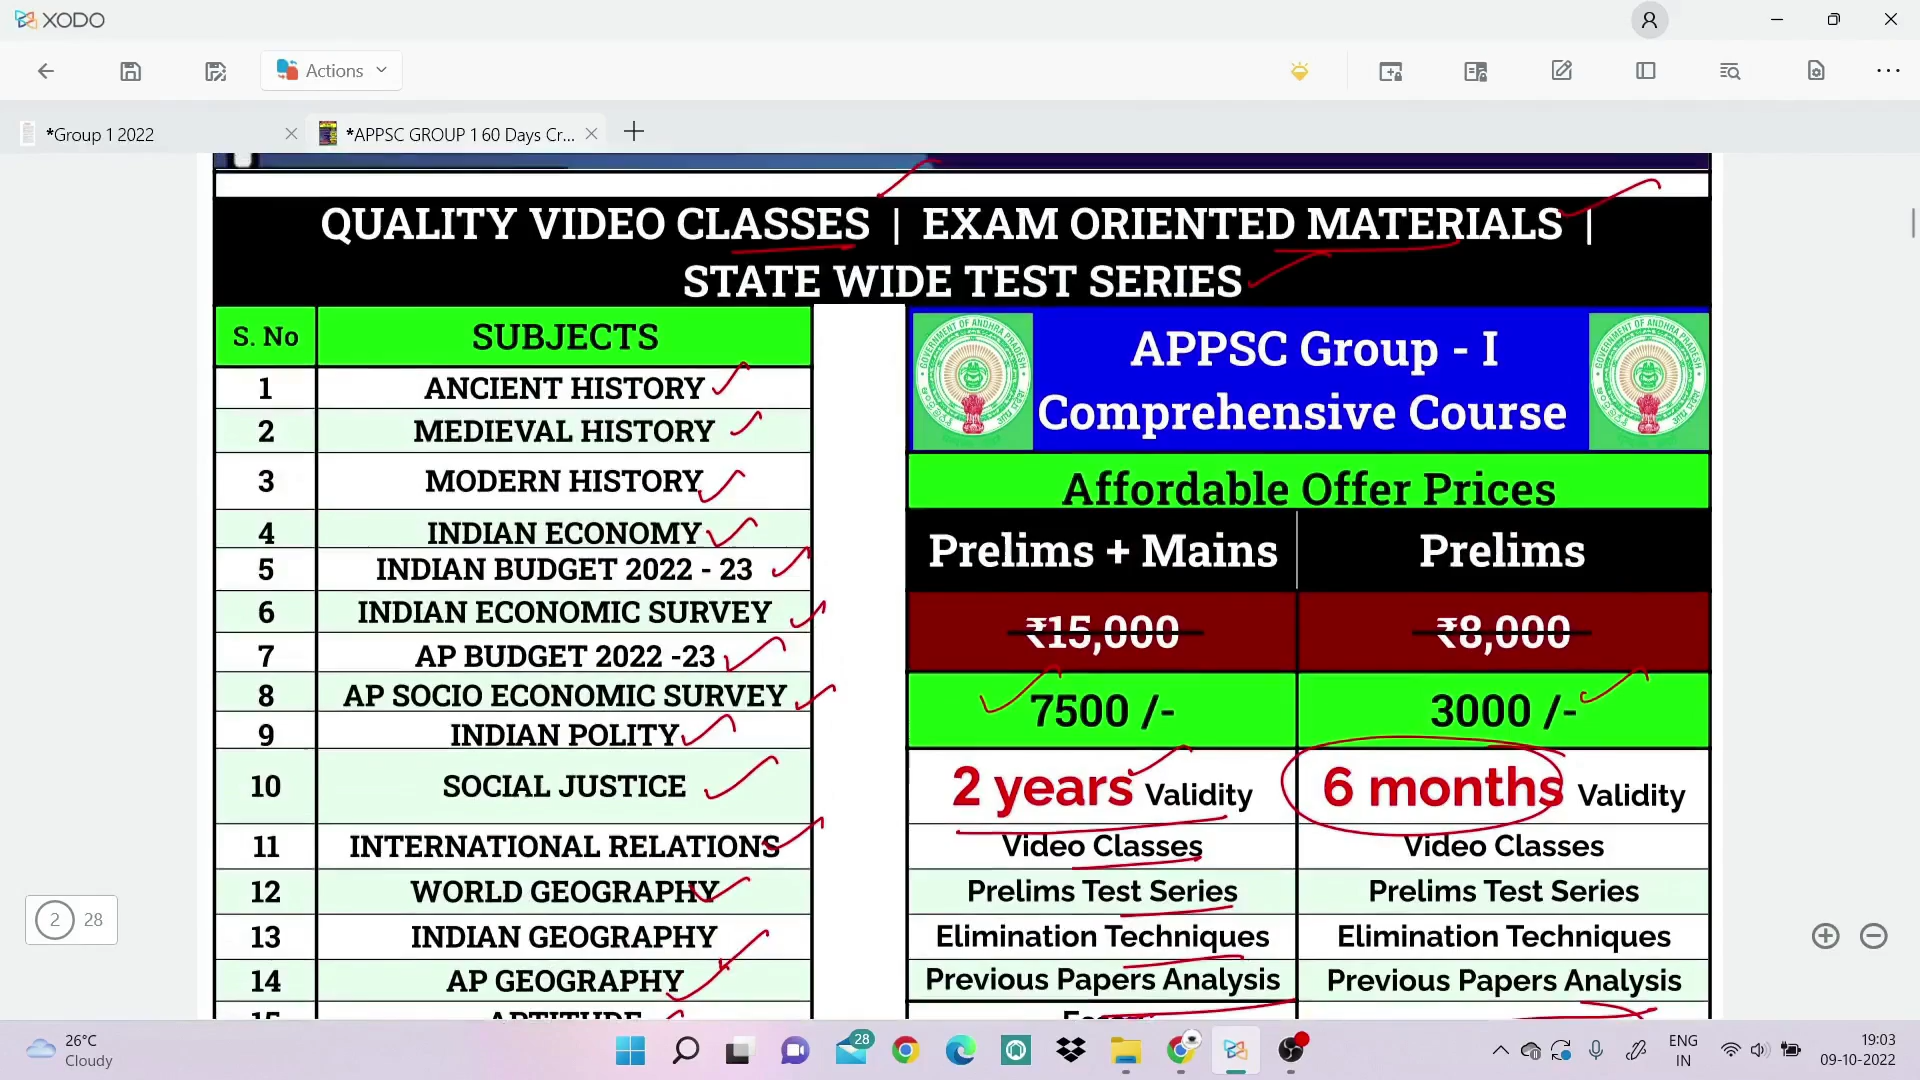 XODO
Actions
*Group 1 2022
*APPSC GROUP 1 60 Days Cr...
QUALITY VIDEO CLASSES | EXAM ORIENTED MATERIALS |
STATE WIDE TEST SERIES
S. No SUBJECTS
1 ANCIENT HISTORY
2 MEDIEVAL HISTORY
3 MODERN HISTORY
4 INDIAN ECONOMY
5 INDIAN BUDGET 2022 - 23
6 INDIAN ECONOMIC SURVEY
7 AP BUDGET 2022 -23
8 AP SOCIO ECONOMIC SURVEY
9 INDIAN POLITY
10 SOCIAL JUSTICE
11 INTERNATIONAL RELATIONS
12 WORLD GEOGRAPHY
13 INDIAN GEOGRAPHY
14 AP GEOGRAPHY
15 APTITUDE
APPSC Group - I
Comprehensive Course
Affordable Offer Prices
Prelims + Mains Prelims
₹15,000 ₹8,000
7500 /- 3000 /-
2 years Validity 6 months Validity
Video Classes Video Classes
Prelims Test Series Prelims Test Series
Elimination Techniques Elimination Techniques
Previous Papers Analysis Previous Papers Analysis
2 28
26°C
Cloudy
28
ENG
IN
19:03
09-10-2022